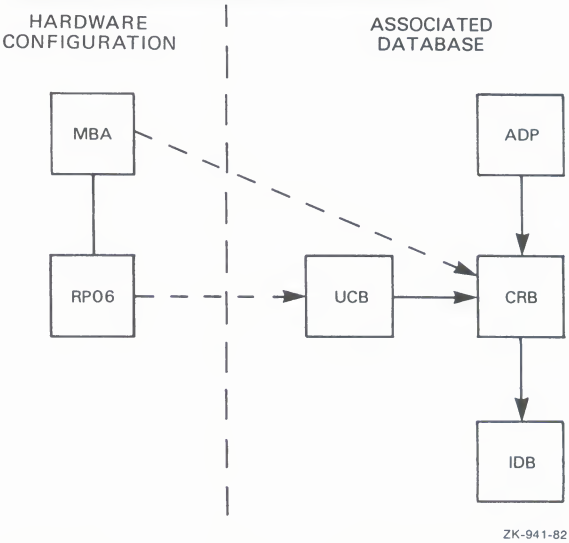 HARDWARE
CONFIGURATION
ASSOCIATED
DATABASE
MBA
ADP
RP06
UCB
CRB
IDB
ZK-941-82